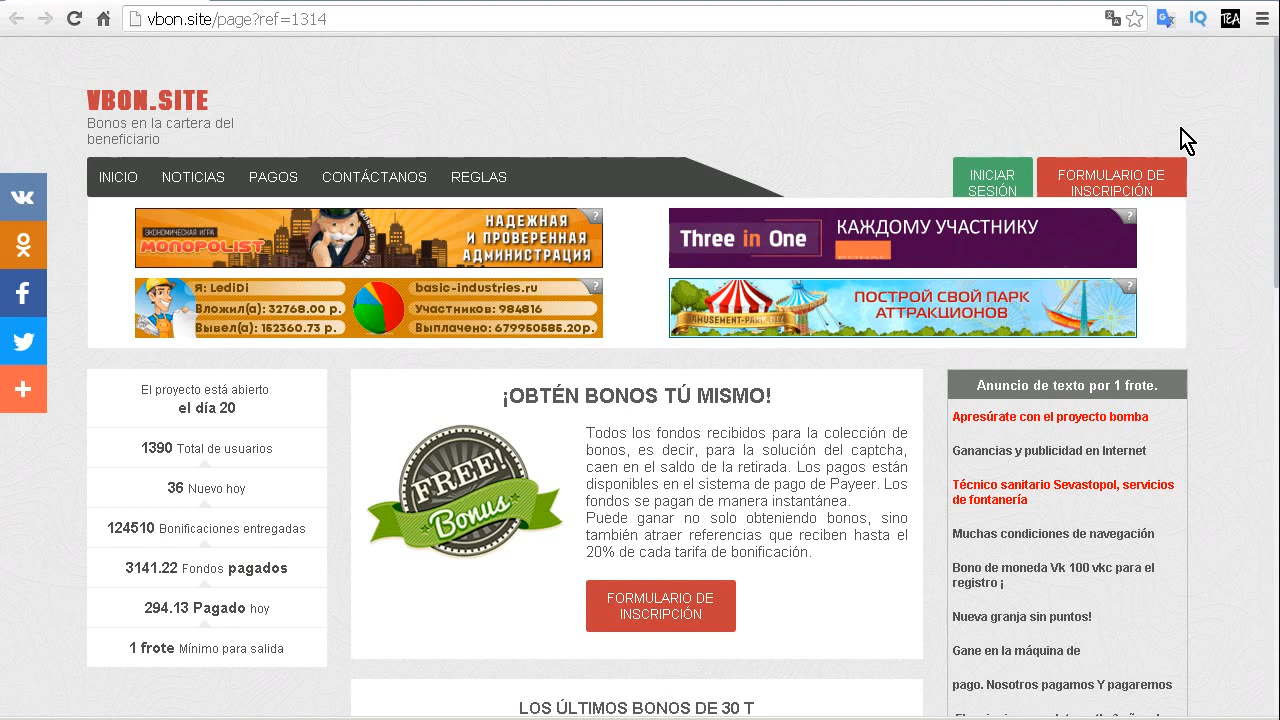 vbon.site/page?ref=1314
IQ
TEA
VBON.SITE
Bonos en la cartera del
beneficiario
INICIO NOTICIAS PAGOS CONTÁCTANOS REGLAS
INICIAR
SESIÓN
FORMULARIO DE
INSCRIPCIÓN
ЭКОНОМИЧЕСКАЯ ИГРА
MONOPOLIST
НАДЕЖНАЯ
И ПРОВЕРЕННАЯ
АДМИНИСТРАЦИЯ
?
Three in One
КАЖДОМУ УЧАСТНИКУ
?
Я: LediDi
Вложил(а): 32768.00 р.
Вывел(а): 152360.73 р.
basic-industries.ru
Участников: 984816
Выплачено: 679950585.20р.
?
AMUSEMENT-PARK
ПОСТРОЙ СВОЙ ПАРК
АТТРАКЦИОНОВ
?
El proyecto está abierto
el día 20
1390 Total de usuarios
36 Nuevo hoy
124510 Bonificaciones entregadas
3141.22 Fondos pagados
294.13 Pagado hoy
1 frote Mínimo para salida
¡OBTÉN BONOS TÚ MISMO!
FREE!
Bonus
Todos los fondos recibidos para la colección de
bonos, es decir, para la solución del captcha,
caen en el saldo de la retirada. Los pagos están
disponibles en el sistema de pago de Payeer. Los
fondos se pagan de manera instantánea.
Puede ganar no solo obteniendo bonos, sino
también atraer referencias que reciben hasta el
20% de cada tarifa de bonificación.
FORMULARIO DE
INSCRIPCIÓN
LOS ÚLTIMOS BONOS DE 30 T
Anuncio de texto por 1 frote.
Apresúrate con el proyecto bomba
Ganancias y publicidad en Internet
Técnico sanitario Sevastopol, servicios
de fontanería
Muchas condiciones de navegación
Bono de moneda Vk 100 vkc para el
registro ¡
Nueva granja sin puntos!
Gane en la máquina de
pago. Nosotros pagamos Y pagaremos